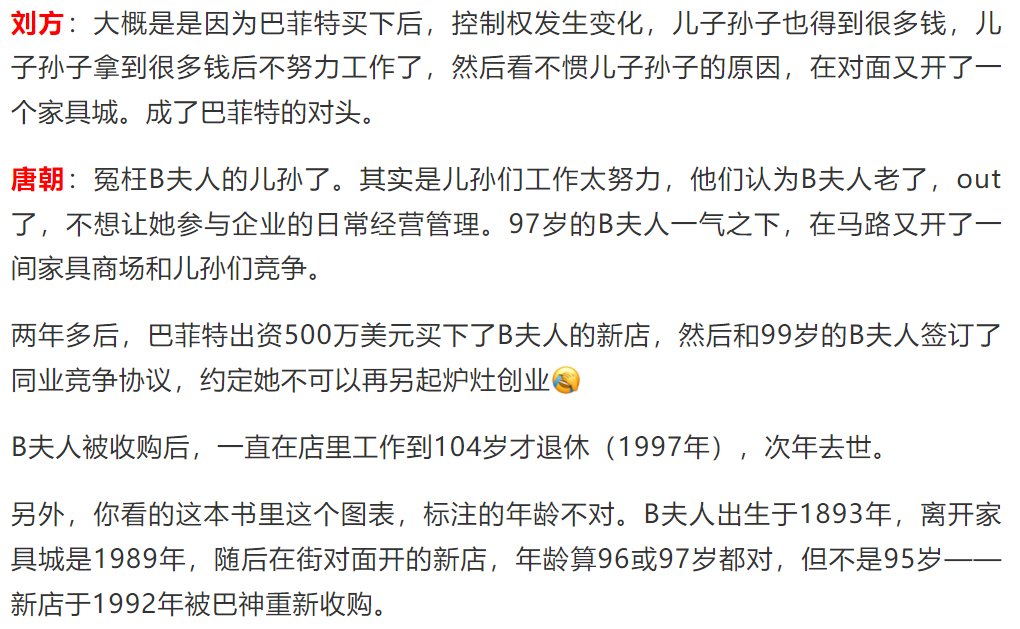 刘方：大概是是因为巴菲特买下后，控制权发生变化，儿子孙子也得到很多钱，儿
子孙子拿到很多钱后不努力工作了，然后看不惯儿子孙子的原因，在对面又开了一
个家具城。成了巴菲特的对头。
唐朝：冤枉B夫人的儿孙了。其实是儿孙们工作太努力，他们认为B夫人老了，out
了，不想让她参与企业的日常经营管理。97岁的B夫人一气之下，在马路又开了一
间家具商场和儿孙们竞争。
两年多后，巴菲特出资500万美元买下了B夫人的新店，然后和99岁的B夫人签订了
同业竞争协议，约定她不可以再另起炉灶创业🤣
B夫人被收购后，一直在店里工作到104岁才退休（1997年），次年去世。
另外，你看的这本书里这个图表，标注的年龄不对。B夫人出生于1893年，离开家
具城是1989年，随后在街对面开的新店，年龄算96或97岁都对，但不是95岁——
新店于1992年被巴神重新收购。